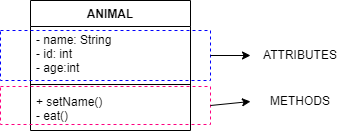 ANIMAL
- name: String
- id: int
- age:int
ATTRIBUTES
+ setName()
- eat()
METHODS